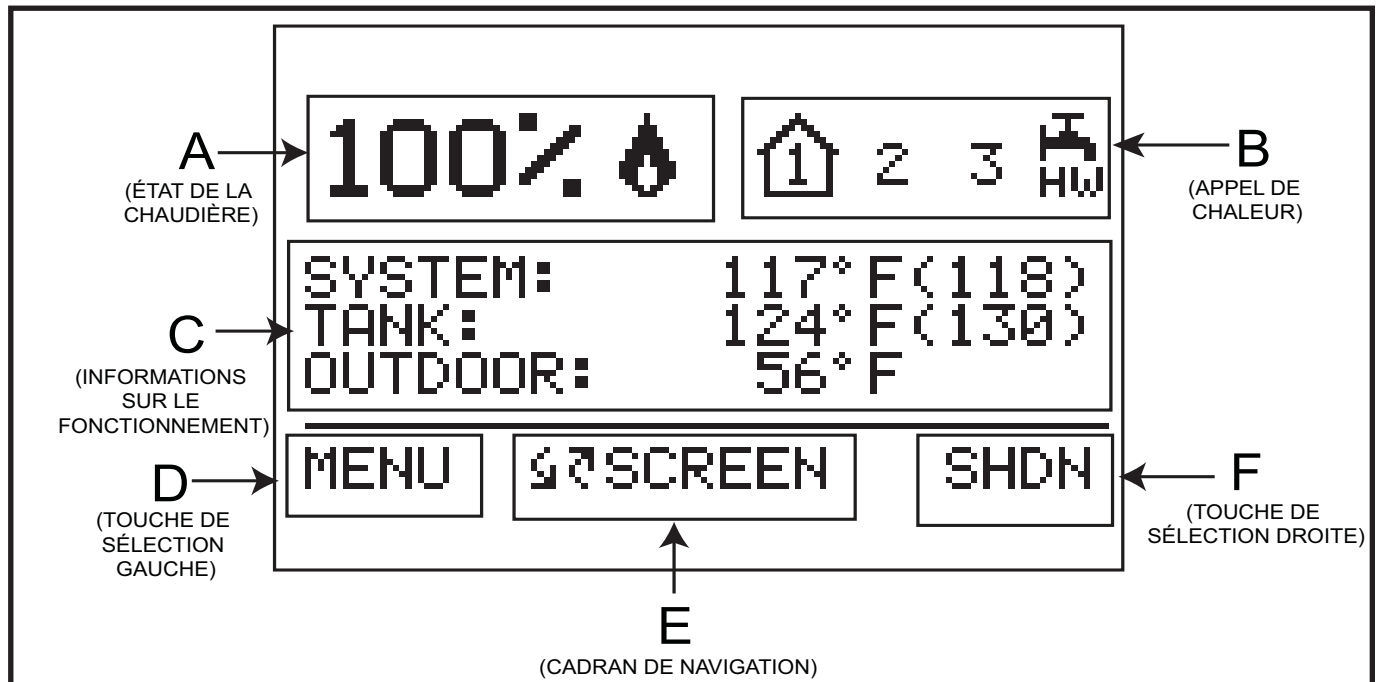 100%
1 2 3 HW
A
(ÉTAT DE LA
CHAUDIÈRE)
B
(APPEL DE
CHALEUR)
SYSTEM: 117°F(118)
TANK: 124°F(130)
OUTDOOR: 56°F
C
(INFORMATIONS
SUR LE
FONCTIONNEMENT)
MENU
SCREEN
SHDN
D
(TOUCHE DE
SÉLECTION
GAUCHE)
F
(TOUCHE DE
SÉLECTION DROITE)
E
(CADRAN DE NAVIGATION)